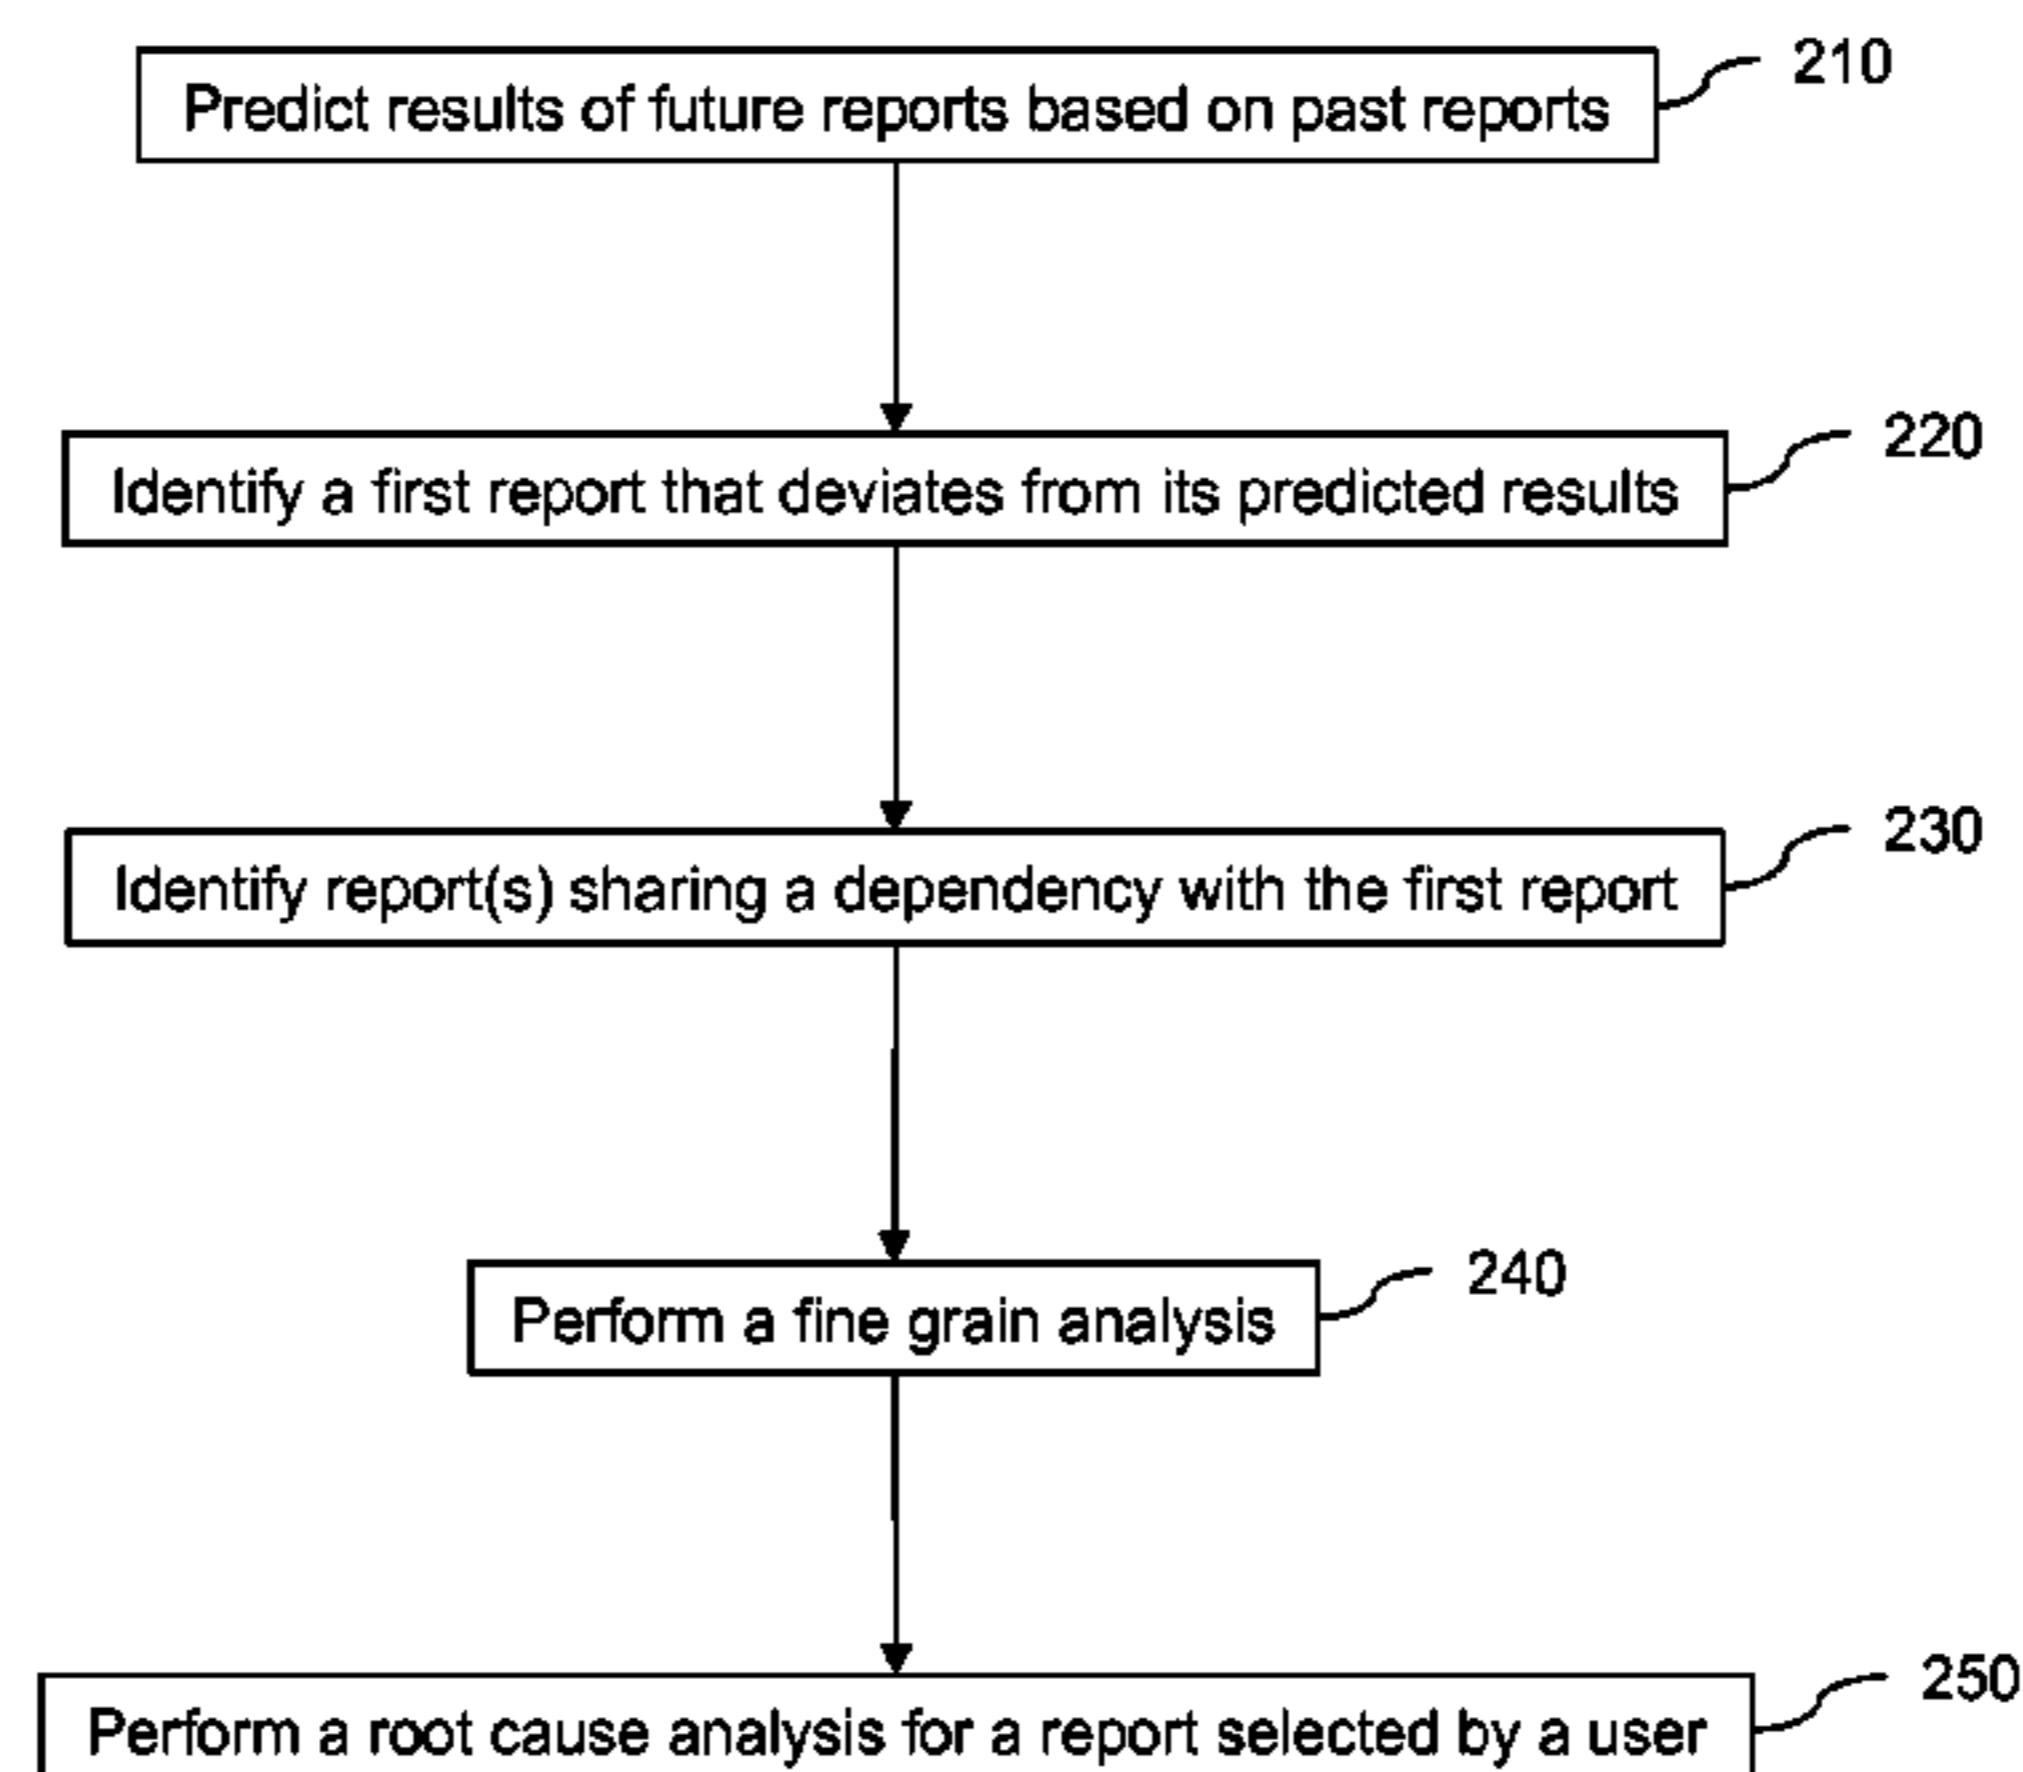 Predict results of future reports based on past reports
210
Identify a first report that deviates from its predicted results
220
Identify report(s) sharing a dependency with the first report
230
Perform a fine grain analysis
240
Perform a root cause analysis for a report selected by a user
250